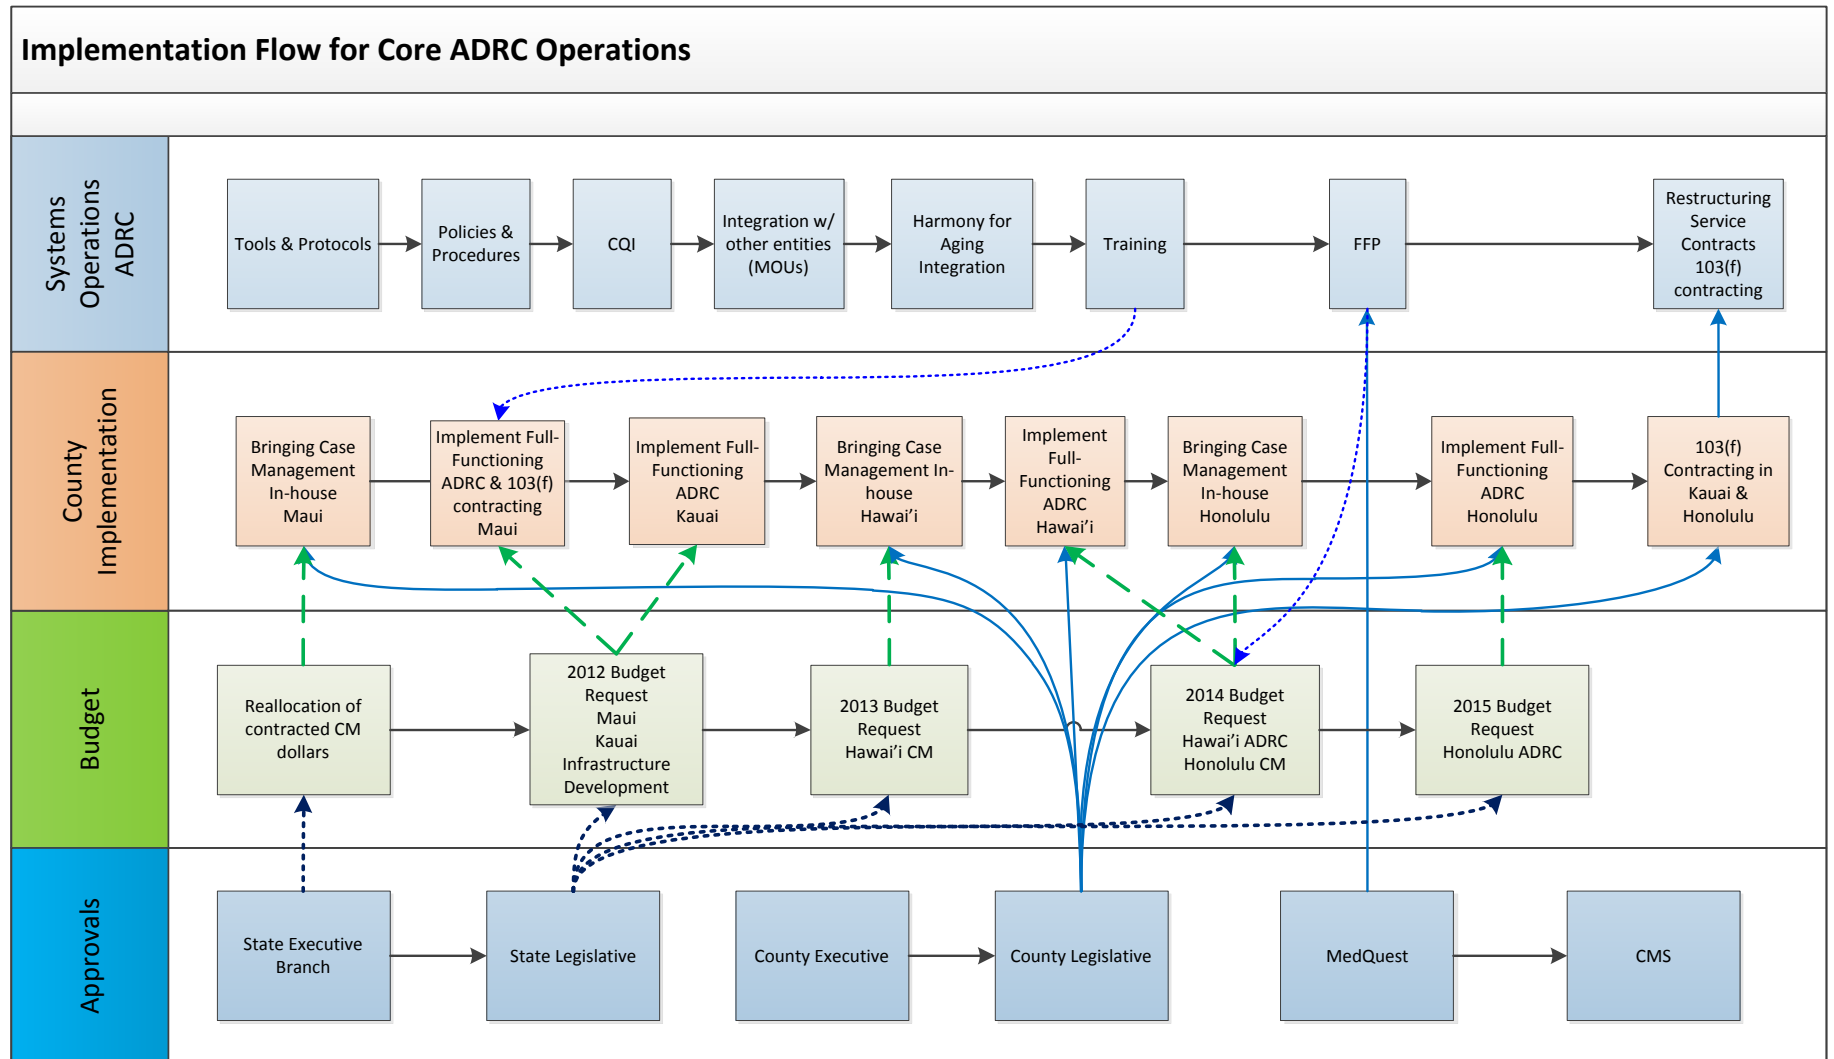 Implementation Flow for Core ADRC Operations
Systems
Operations
ADRC
Tools & Protocols
Policies &
Procedures
CQI
Integration w/
other entities
(MOUs)
Harmony for
Aging
Integration
Training
FFP
Restructuring
Service
Contracts
103(f)
contracting
County
Implementation
Bringing Case
Management
In-house
Maui
Implement Full-
Functioning
ADRC & 103(f)
contracting
Maui
Implement Full-
Functioning
ADRC
Kauai
Bringing Case
Management In-
house
Hawai’i
Implement
Full-
Functioning
ADRC
Hawai’i
Bringing Case
Management
In-house
Honolulu
Implement Full-
Functioning
ADRC
Honolulu
103(f)
Contracting in
Kauai &
Honolulu
Budget
Reallocation of
contracted CM
dollars
2012 Budget
Request
Maui
Kauai
Infrastructure
Development
2013 Budget
Request
Hawai’i CM
2014 Budget
Request
Hawai’i ADRC
Honolulu CM
2015 Budget
Request
Honolulu ADRC
Approvals
State Executive
Branch
State Legislative
County Executive
County Legislative
MedQuest
CMS